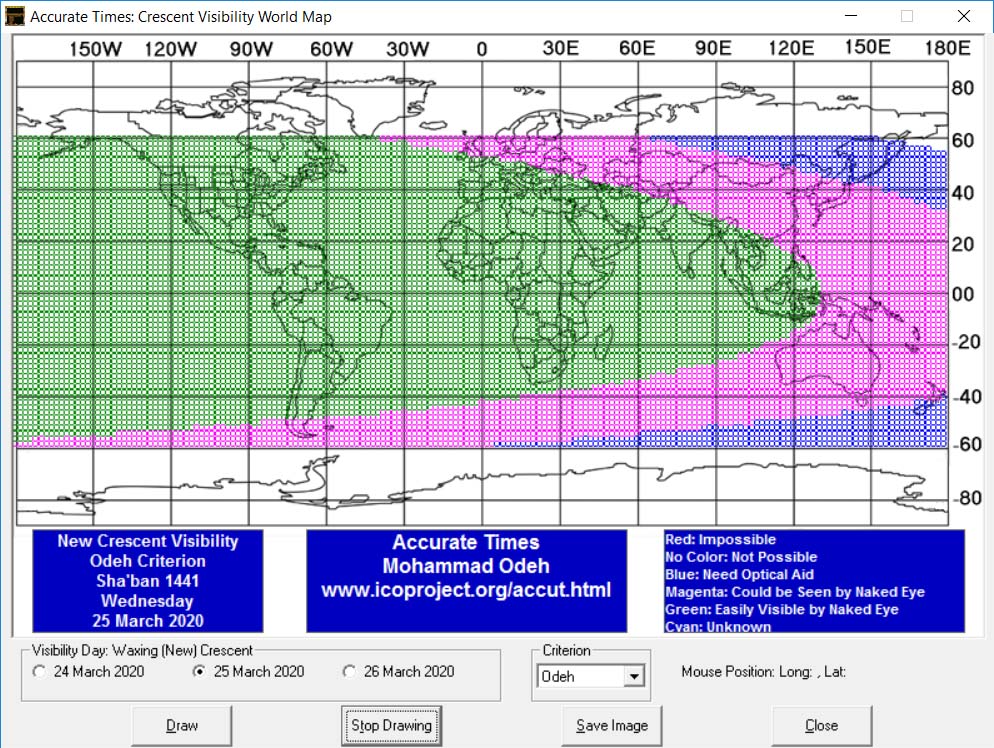 Accurate Times: Crescent Visibility World Map
150W 120W 90W 60W 30W 0 30E 60E 90E 120E 150E 180E
80
60
40
20
00
-20
-40
-60
-80
New Crescent Visibility
Odeh Criterion
Sha'ban 1441
Wednesday
25 March 2020
Accurate Times
Mohammad Odeh
www.icoproject.org/accut.html
Red: Impossible
No Color: Not Possible
Blue: Need Optical Aid
Magenta: Could be Seen by Naked Eye
Green: Easily Visible by Naked Eye
Cyan: Unknown
Visibility Day: Waxing (New) Crescent
24 March 2020 25 March 2020 26 March 2020
Criterion
Odeh
Mouse Position: Long: , Lat:
Draw Stop Drawing Save Image Close